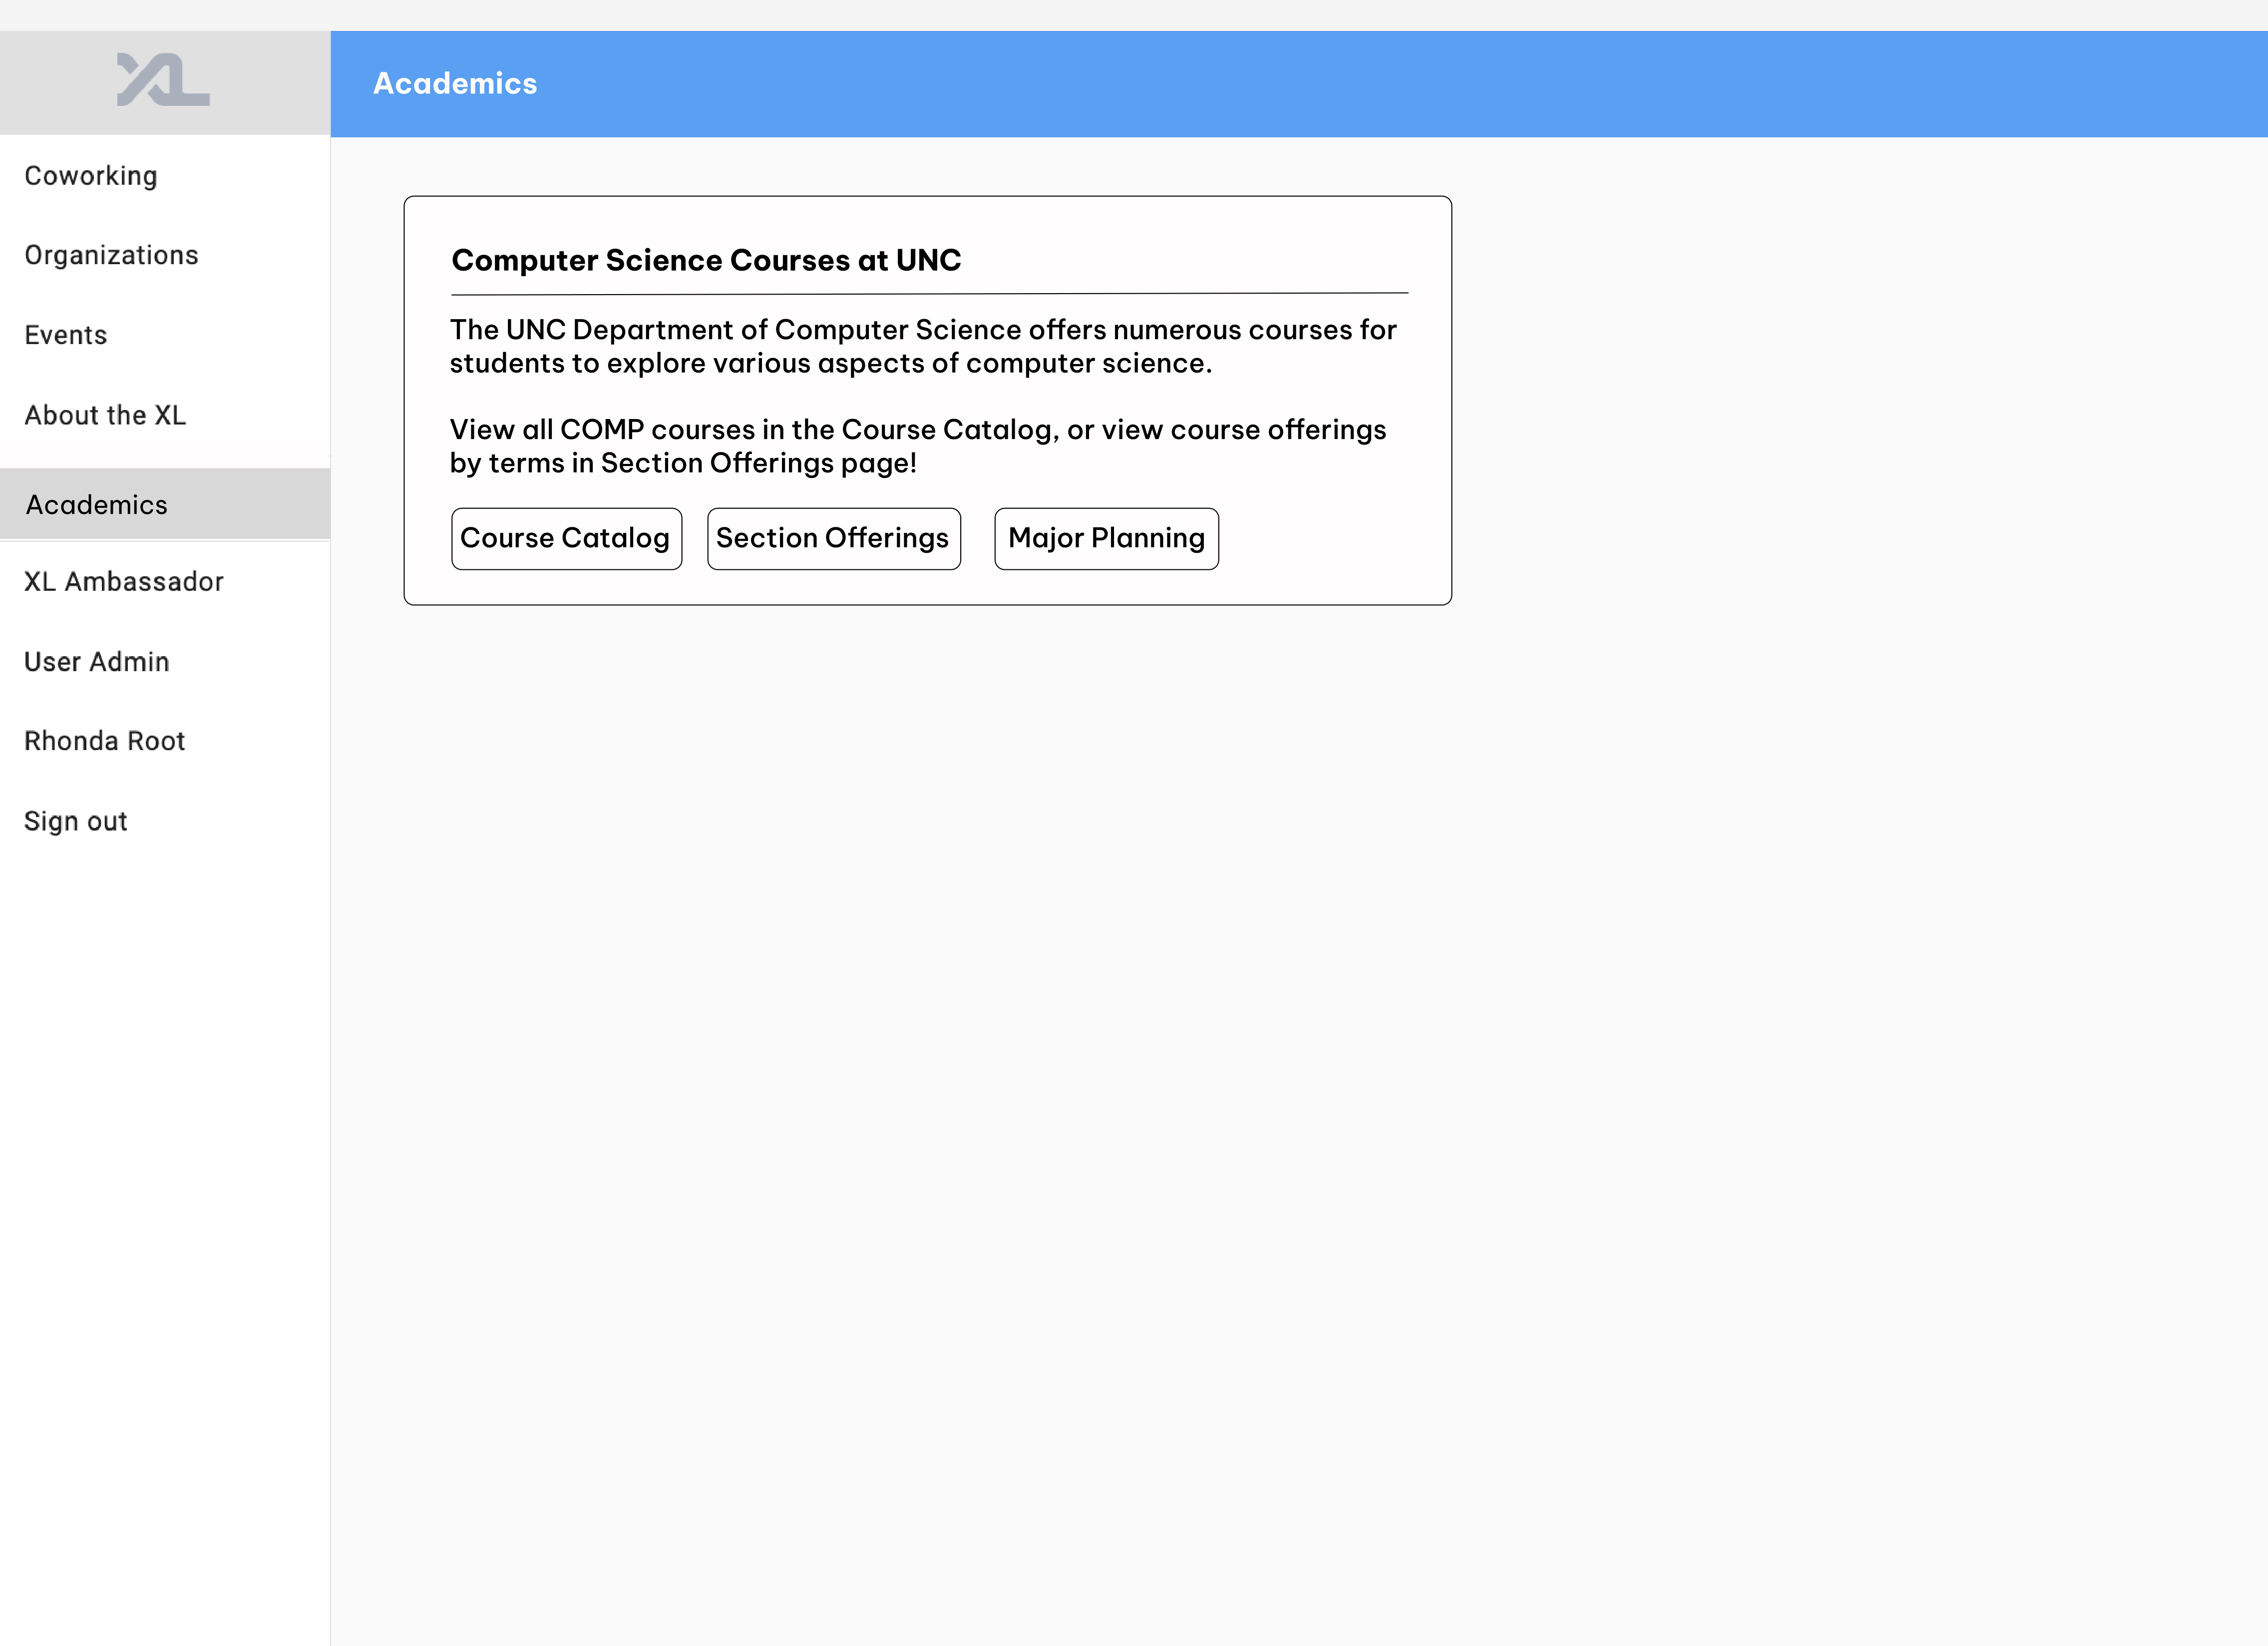 XL
Academics
Coworking
Organizations
Events
About the XL
Academics
XL Ambassador
User Admin
Rhonda Root
Sign out
Computer Science Courses at UNC
The UNC Department of Computer Science offers numerous courses for
students to explore various aspects of computer science.
View all COMP courses in the Course Catalog, or view course offerings
by terms in Section Offerings page!
Course Catalog
Section Offerings
Major Planning